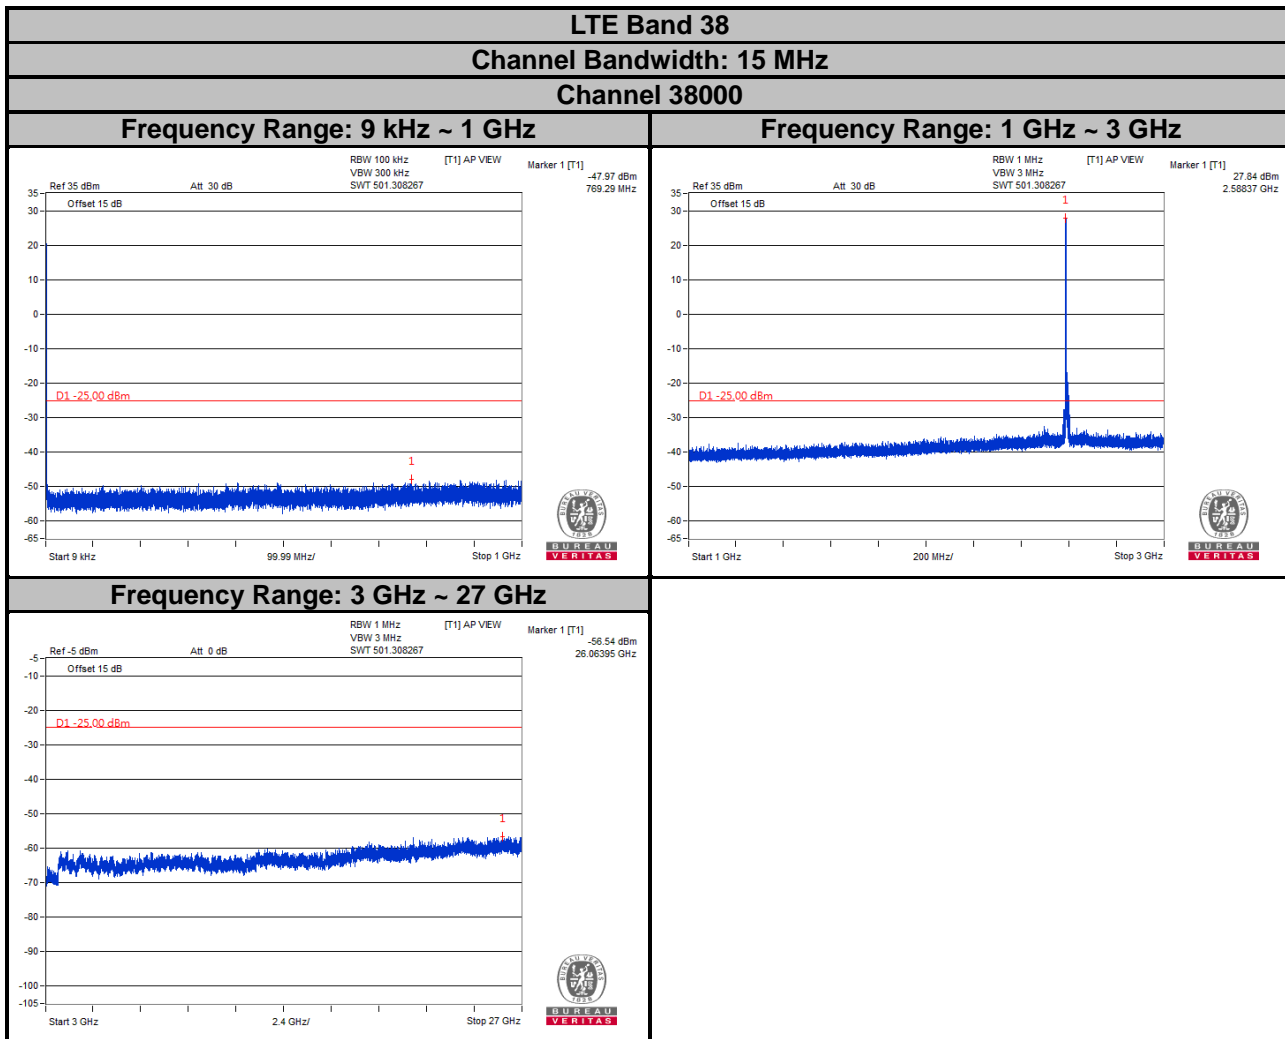 LTE Band 38
Channel Bandwidth: 15 MHz
Channel 38000
Frequency Range: 9 kHz ~ 1 GHz
RBW 100 kHz
[T1] AP VIEW
Marker 1 [T1]
VBW 300 kHz
-47.97 dBm
Ref 35 dBm
Att 30 dB
SWT 501.308267
769.29 MHz
35
Offset 15 dB
30
20
10
0
-10
-20
D1 -25.00 dBm
-30
-40
1
-50
-60
-65
Start 9 kHz
99.99 MHz/
Stop 1 GHz
BUREAU VERITAS
1828
BUREAU
VERITAS
Frequency Range: 1 GHz ~ 3 GHz
RBW 1 MHz
[T1] AP VIEW
Marker 1 [T1]
VBW 3 MHz
27.84 dBm
Ref 35 dBm
Att 30 dB
SWT 501.308267
2.58837 GHz
35
Offset 15 dB
1
30
20
10
0
-10
-20
D1 -25.00 dBm
-30
-40
-50
-60
-65
Start 1 GHz
200 MHz/
Stop 3 GHz
BUREAU VERITAS
1828
BUREAU
VERITAS
Frequency Range: 3 GHz ~ 27 GHz
RBW 1 MHz
[T1] AP VIEW
Marker 1 [T1]
VBW 3 MHz
-56.54 dBm
Ref -5 dBm
Att 0 dB
SWT 501.308267
26.06395 GHz
-5
Offset 15 dB
-10
-20
D1 -25.00 dBm
-30
-40
-50
1
-60
-70
-80
-90
-100
-105
Start 3 GHz
2.4 GHz/
Stop 27 GHz
BUREAU VERITAS
1828
BUREAU
VERITAS